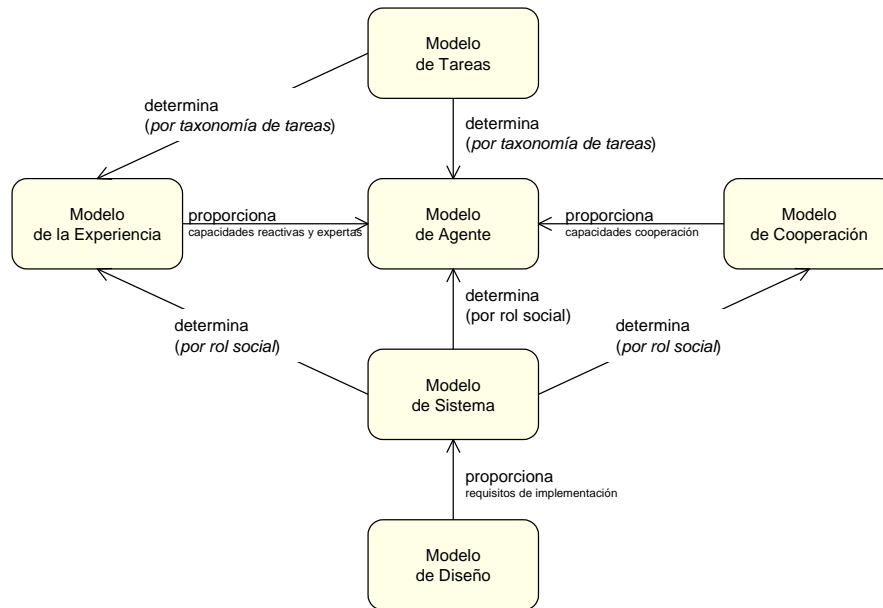 Modelo
de Tareas
determina
(por taxonomía de tareas)
determina
(por taxonomía de tareas)
Modelo
de la Experiencia
proporciona
capacidades reactivas y expertas
Modelo
de Agente
proporciona
capacidades cooperación
Modelo
de Cooperación
determina
(por rol social)
determina
(por rol social)
determina
(por rol social)
Modelo
de Sistema
proporciona
requisitos de implementación
Modelo
de Diseño